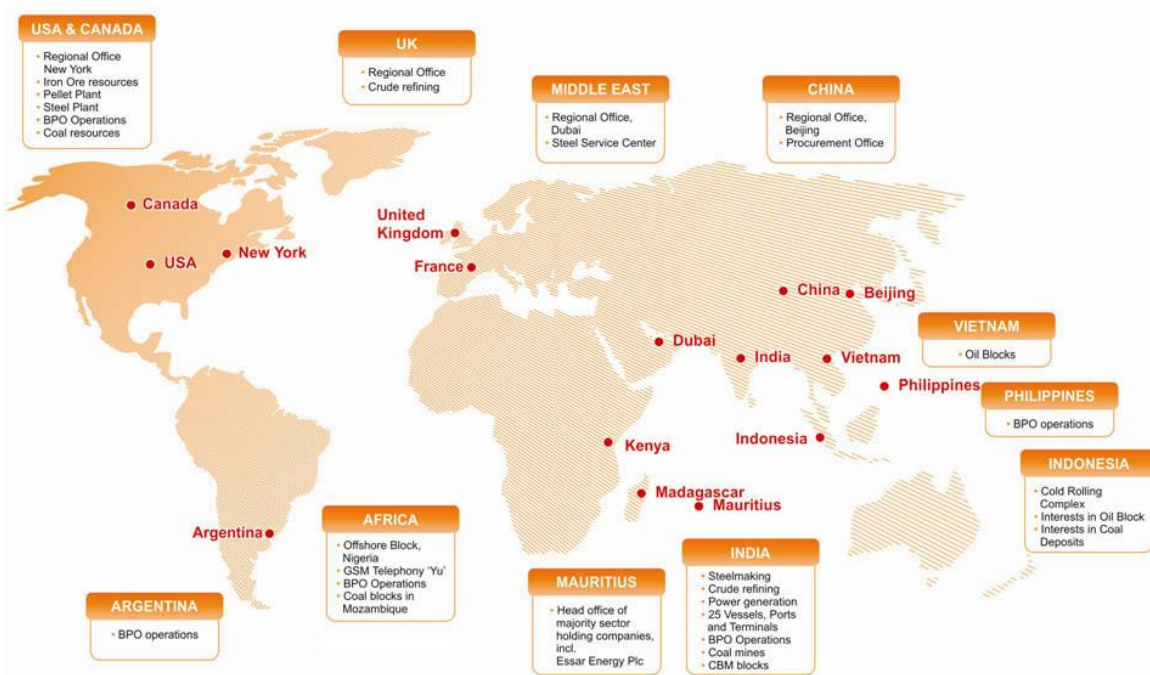 USA & CANADA
• Regional Office
New York
• Iron Ore resources
• Pellet Plant
• Steel Plant
• BPO Operations
• Coal resources
UK
• Regional Office
• Crude refining
MIDDLE EAST
• Regional Office,
Dubai
• Steel Service Center
CHINA
• Regional Office,
Beijing
• Procurement Office
Canada
USA
New York
United
Kingdom
France
China
Beijing
Dubai
India
Vietnam
Philippines
Indonesia
Kenya
Madagascar
Mauritius
Argentina
VIETNAM
• Oil Blocks
PHILIPPINES
• BPO operations
INDONESIA
• Cold Rolling
Complex
• Interests in Oil Block
• Interests in Coal
Deposits
ARGENTINA
• BPO operations
AFRICA
• Offshore Block,
Nigeria
• GSM Telephony ‘Yu’
• BPO Operations
• Coal blocks in
Mozambique
MAURITIUS
• Head office of
majority sector
holding companies,
incl.
Essar Energy Plc
INDIA
• Steelmaking
• Crude refining
• Power generation
• 25 Vessels, Ports
and Terminals
• BPO Operations
• Coal mines
• CBM blocks